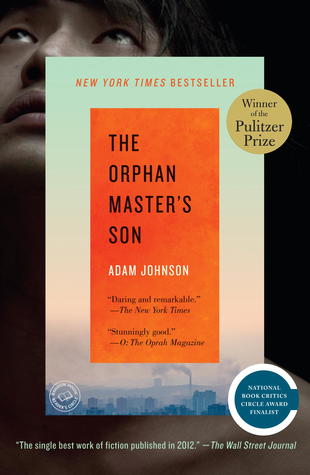 NEW YORK TIMES BESTSELLER
Winner
of the
Pulitzer
Prize
THE
ORPHAN
MASTER'S
SON
ADAM JOHNSON
“Daring and remarkable.”
—The New York Times
“Stunningly good.”
—O: The Oprah Magazine
NATIONAL
BOOK CRITICS
CIRCLE AWARD
FINALIST
“The single best work of fiction published in 2012.” —The Wall Street Journal